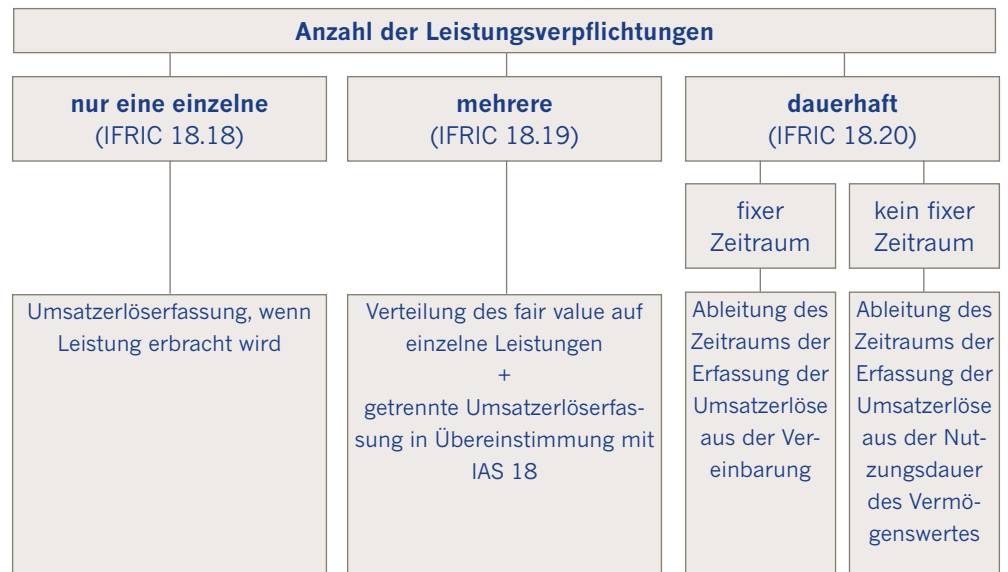 Anzahl der Leistungsverpflichtungen
nur eine einzelne
(IFRIC 18.18)
mehrere
(IFRIC 18.19)
dauerhaft
(IFRIC 18.20)
fixer
Zeitraum
kein fixer
Zeitraum
Umsatzerlöserfassung, wenn
Leistung erbracht wird
Verteilung des fair value auf
einzelne Leistungen
+
getrennte Umsatzerlöserfas-
sung in Übereinstimmung mit
IAS 18
Ableitung des
Zeitraums der
Erfassung der
Umsatzerlöse
aus der Ver-
einbarung
Ableitung des
Zeitraums der
Erfassung der
Umsatzerlöse
aus der Nut-
zungsdauer
des Vermö-
genswertes